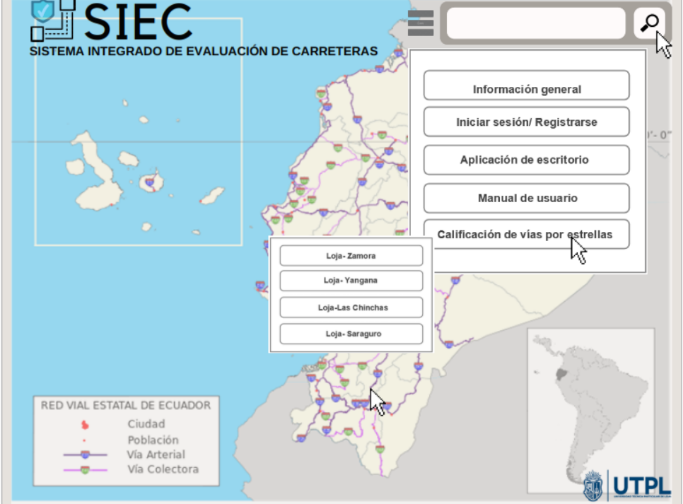 SIEC
SISTEMA INTEGRADO DE EVALUACIÓN DE CARRETERAS
Información general
Iniciar sesión/ Registrarse
Aplicación de escritorio
Manual de usuario
Calificación de vías por estrellas
Loja- Zamora
Loja- Yangana
Loja-Las Chinchas
Loja- Saraguro
RED VIAL ESTATAL DE ECUADOR
Ciudad
Población
Vía Arterial
Vía Colectora
UTPL